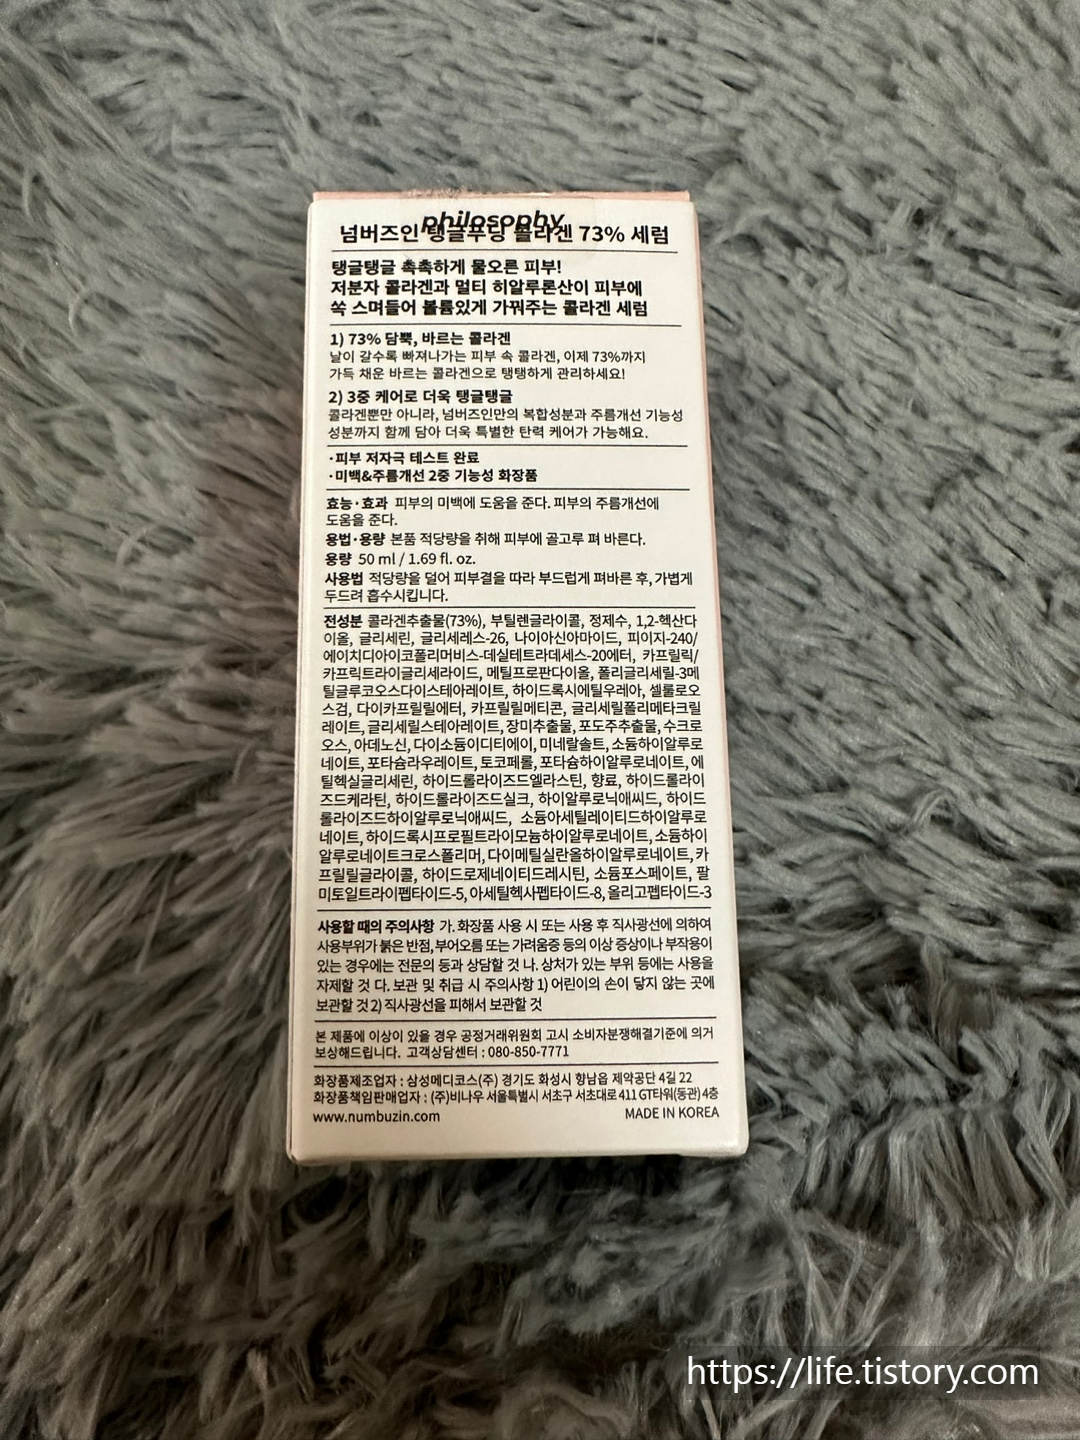 philosophy
넘버즈인 탱글푸딩 콜라겐 73% 세럼
탱글탱글 촉촉하게 물오른 피부!
저분자 콜라겐과 멀티 히알루론산이 피부에
쏙 스며들어 볼륨있게 가꿔주는 콜라겐 세럼
1) 73% 담뿍, 바르는 콜라겐
날이 갈수록 빠져나가는 피부 속 콜라겐, 이제 73%까지
가득 채운 바르는 콜라겐으로 탱탱하게 관리하세요!
2) 3중 케어로 더욱 탱글탱글
콜라겐뿐만 아니라, 넘버즈인만의 복합성분과 주름개선 기능성
성분까지 함께 담아 더욱 특별한 탄력 케어가 가능해요.
·피부 저자극 테스트 완료
·미백&주름개선 2중 기능성 화장품
효능·효과 피부의 미백에 도움을 준다. 피부의 주름개선에
도움을 준다.
용법·용량 본품 적당량을 취해 피부에 골고루 펴 바른다.
용량 50 ml / 1.69 fl. oz.
사용법 적당량을 덜어 피부결을 따라 부드럽게 펴바른 후, 가볍게
두드려 흡수시킵니다.
전성분 콜라겐추출물(73%), 부틸렌글라이콜, 정제수, 1,2-헥산다
이올, 글리세린, 글리세레스-26, 나이아신아마이드, 피이지-240/
에이치디아이코폴리머비스-데실테트라데세스-20에터, 카프릴릭/
카프릭트라이글리세라이드, 메틸프로판다이올, 폴리글리세릴-3메
틸글루코오스다이스테아레이트, 하이드록시에틸우레아, 셀룰로오
스검, 다이카프릴릴에터, 카프릴릴메티콘, 글리세릴폴리메타크릴
레이트, 글리세릴스테아레이트, 장미추출물, 포도주추출물, 수크로
오스, 아데노신, 다이소듐이디티에이, 미네랄솔트, 소듐하이알루로
네이트, 포타슘라우레이트, 토코페롤, 포타슘하이알루로네이트, 에
틸헥실글리세린, 하이드롤라이즈드엘라스틴, 향료, 하이드롤라이
즈드케라틴, 하이드롤라이즈드실크, 하이알루로닉애씨드, 하이드
롤라이즈드하이알루로닉애씨드, 소듐아세틸레이티드하이알루로
네이트, 하이드록시프로필트라이모늄하이알루로네이트, 소듐하이
알루로네이트크로스폴리머, 다이메틸실란올하이알루로네이트, 카
프릴릴글라이콜, 하이드로제네이티드레시틴, 소듐포스페이트, 팔
미토일트라이펩타이드-5, 아세틸헥사펩타이드-8, 올리고펩타이드-3
사용할 때의 주의사항 가. 화장품 사용 시 또는 사용 후 직사광선에 의하여
사용부위가 붉은 반점, 부어오름 또는 가려움증 등의 이상 증상이나 부작용이
있는 경우에는 전문의 등과 상담할 것 나. 상처가 있는 부위 등에는 사용을
자제할 것 다. 보관 및 취급 시 주의사항 1) 어린이의 손이 닿지 않는 곳에
보관할 것 2) 직사광선을 피해서 보관할 것
본 제품에 이상이 있을 경우 공정거래위원회 고시 소비자분쟁해결기준에 의거
보상해드립니다. 고객상담센터 : 080-850-7771
화장품제조업자 : 삼성메디코스(주) 경기도 화성시 향남읍 제약공단 4길 22
화장품책임판매업자 : (주)비나우 서울특별시 서초구 서초대로 411 GT타워(동관) 4층
www.numbuzin.com MADE IN KOREA
https://life.tistory.com